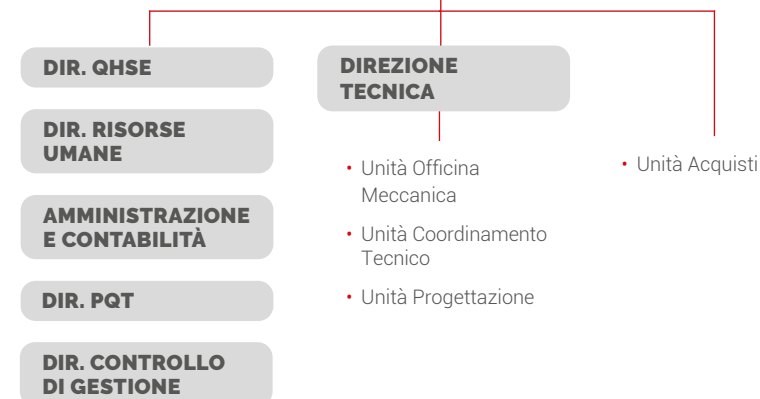 DIR. QHSE
DIR. RISORSE
UMANE
AMMINISTRAZIONE
E CONTABILITÀ
DIR. PQT
DIR. CONTROLLO
DI GESTIONE
DIREZIONE
TECNICA
• Unità Officina
Meccanica
• Unità Coordinamento
Tecnico
• Unità Progettazione
• Unità Acquisti